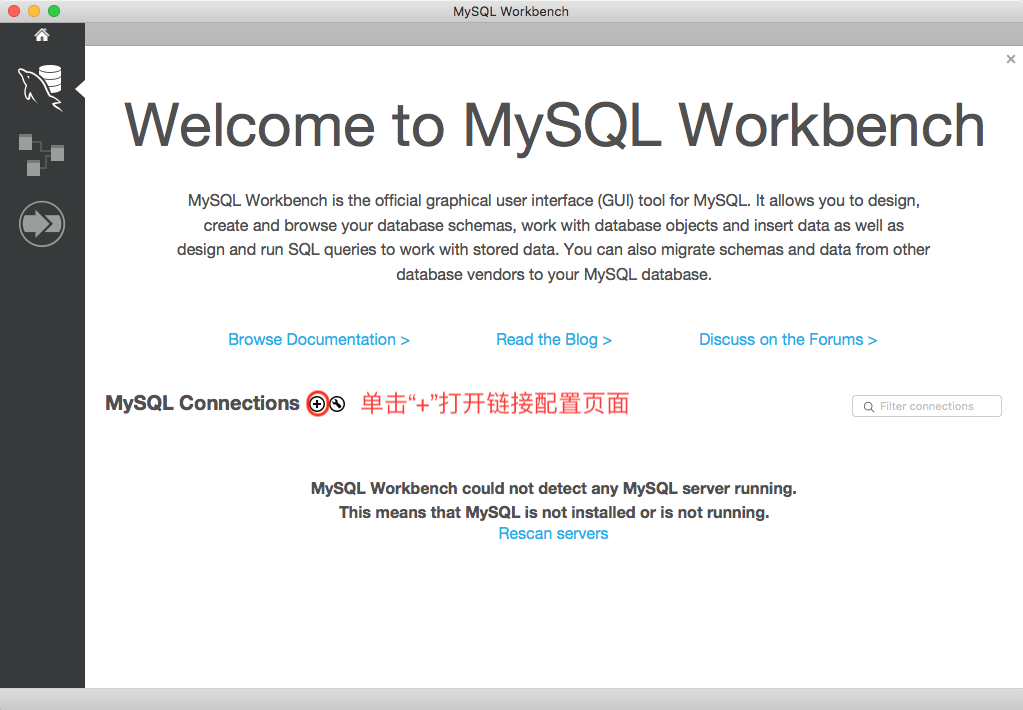 MySQL Workbench
Welcome to MySQL Workbench
MySQL Workbench is the official graphical user interface (GUI) tool for MySQL. It allows you to design,
create and browse your database schemas, work with database objects and insert data as well as
design and run SQL queries to work with stored data. You can also migrate schemas and data from other
database vendors to your MySQL database.
Browse Documentation > Read the Blog > Discuss on the Forums >
MySQL Connections 单击“+”打开链接配置页面 Filter connections
MySQL Workbench could not detect any MySQL server running.
This means that MySQL is not installed or is not running.
Rescan servers